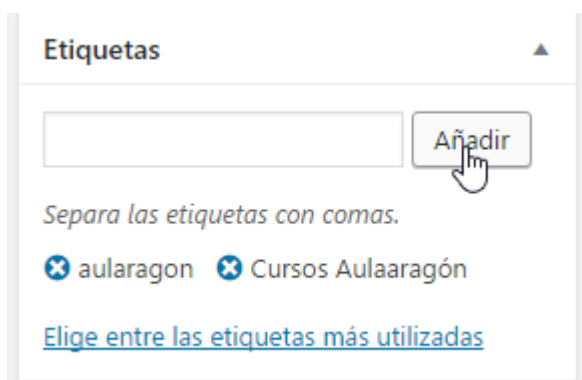 Etiquetas
Añadir
Separa las etiquetas con comas.
aularagon Cursos Aulaaragón
Elige entre las etiquetas más utilizadas